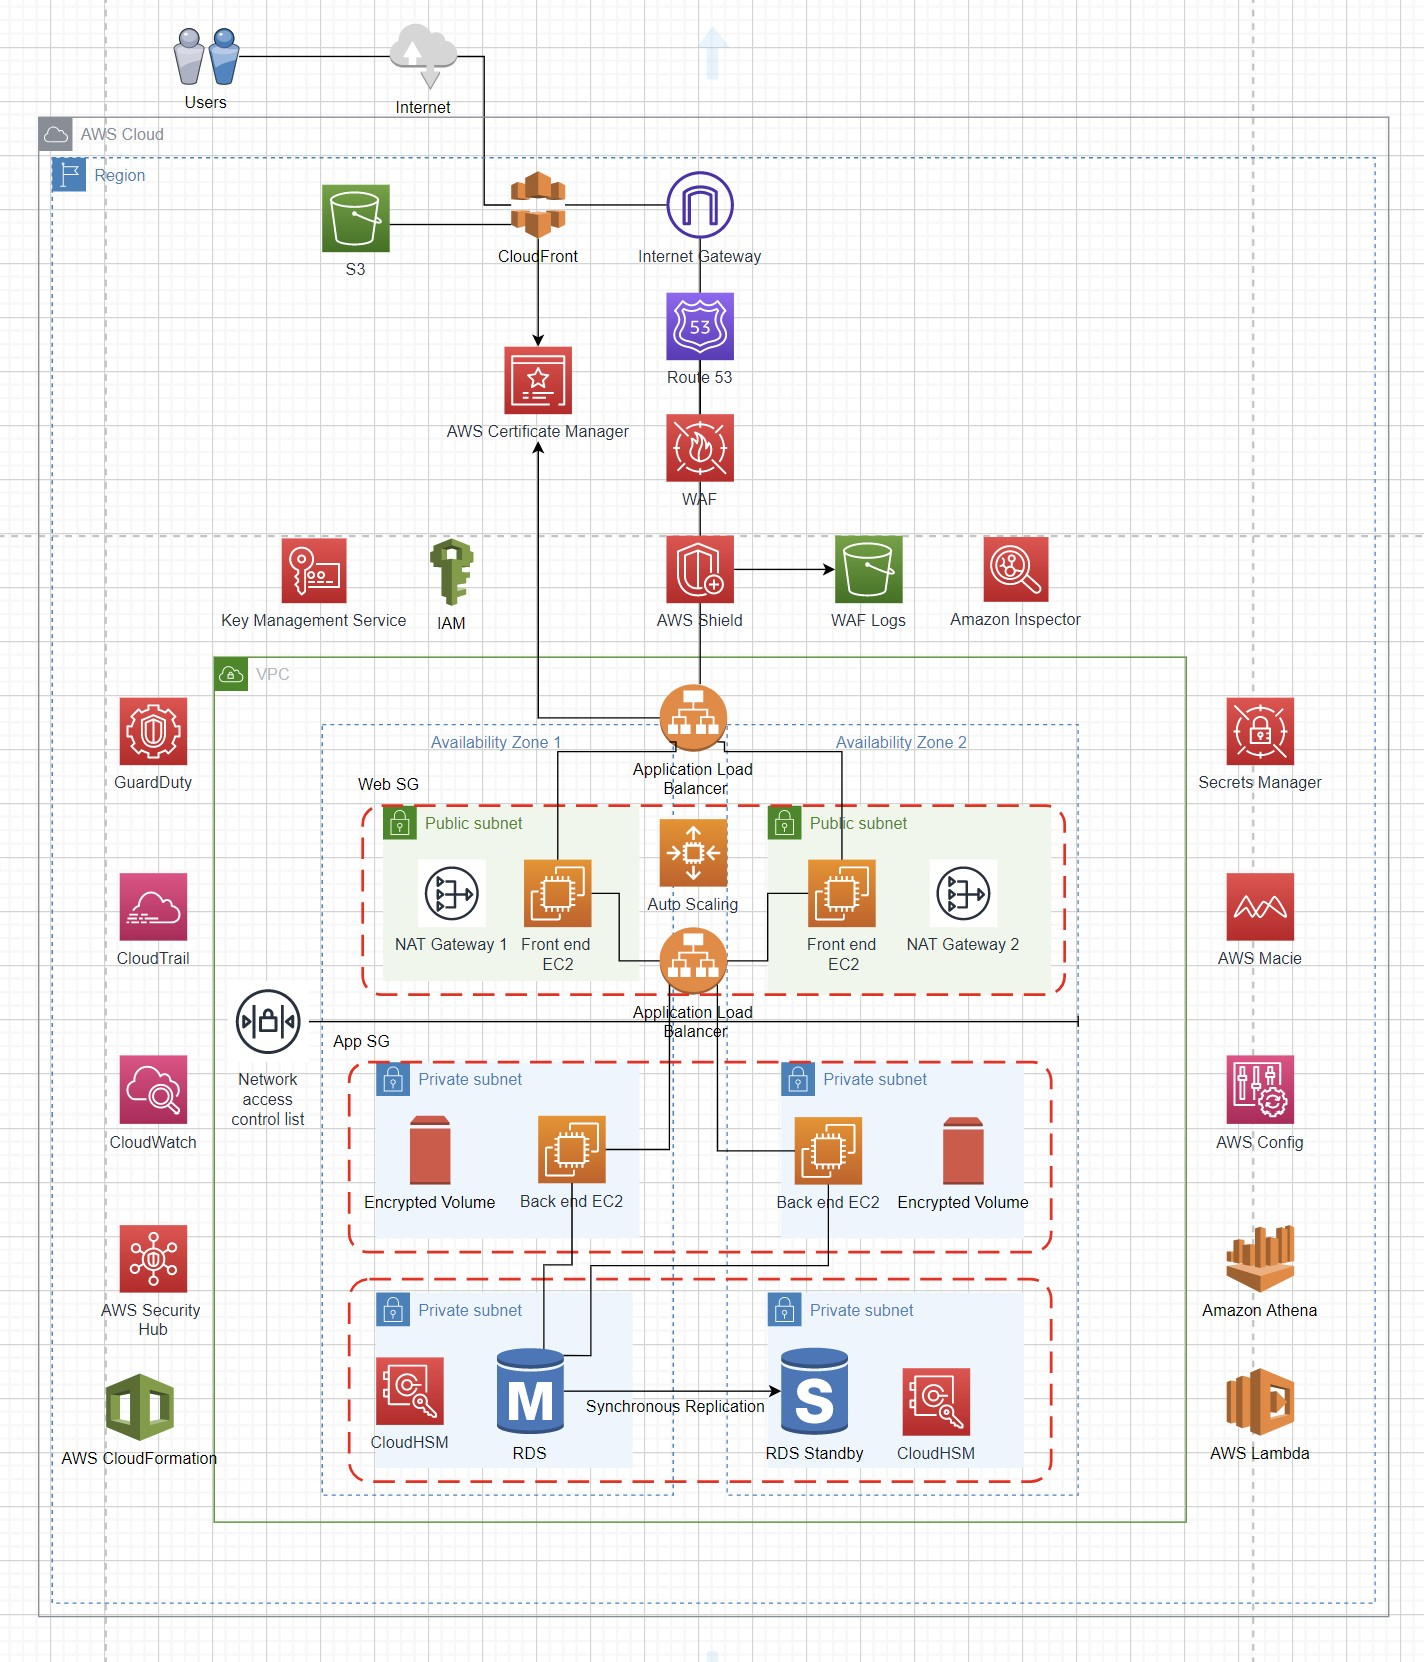 Users
Internet
AWS Cloud
Region
S3
CloudFront
Internet Gateway
53
Route 53
AWS Certificate Manager
WAF
Key Management Service
IAM
AWS Shield
WAF Logs
Amazon Inspector
VPC
GuardDuty
Secrets Manager
Availability Zone 1
Availability Zone 2
Application Load
Balancer
Web SG
Public subnet
Public subnet
NAT Gateway 1
Front end
EC2
Auto Scaling
Front end
EC2
NAT Gateway 2
CloudTrail
AWS Macie
Application Load
Balancer
App SG
Network
access
control list
Private subnet
Private subnet
CloudWatch
AWS Config
Encrypted Volume
Back end EC2
Back end EC2
Encrypted Volume
AWS Security
Hub
Amazon Athena
Private subnet
Private subnet
M
S
Synchronous Replication
CloudHSM
RDS
RDS Standby
CloudHSM
AWS CloudFormation
AWS Lambda